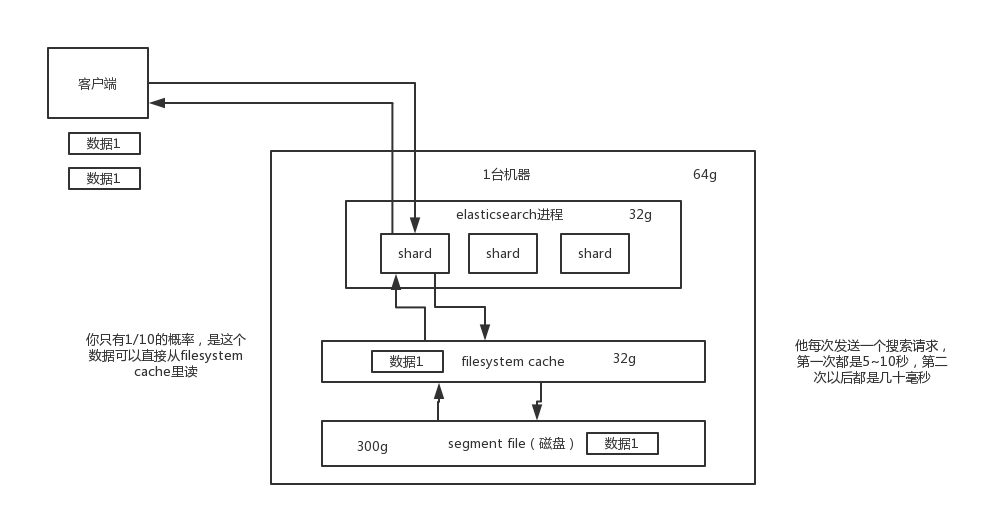 客户端
数据1
数据1
1台机器
64g
elasticsearch进程
32g
shard
shard
shard
你只有1/10的概率，是这个
数据可以直接从filesystem
cache里读
数据1
filesystem cache
32g
他每次发送一个搜索请求，
第一次都是5~10秒，第二
次以后都是几十毫秒
300g
segment file（磁盘）
数据1